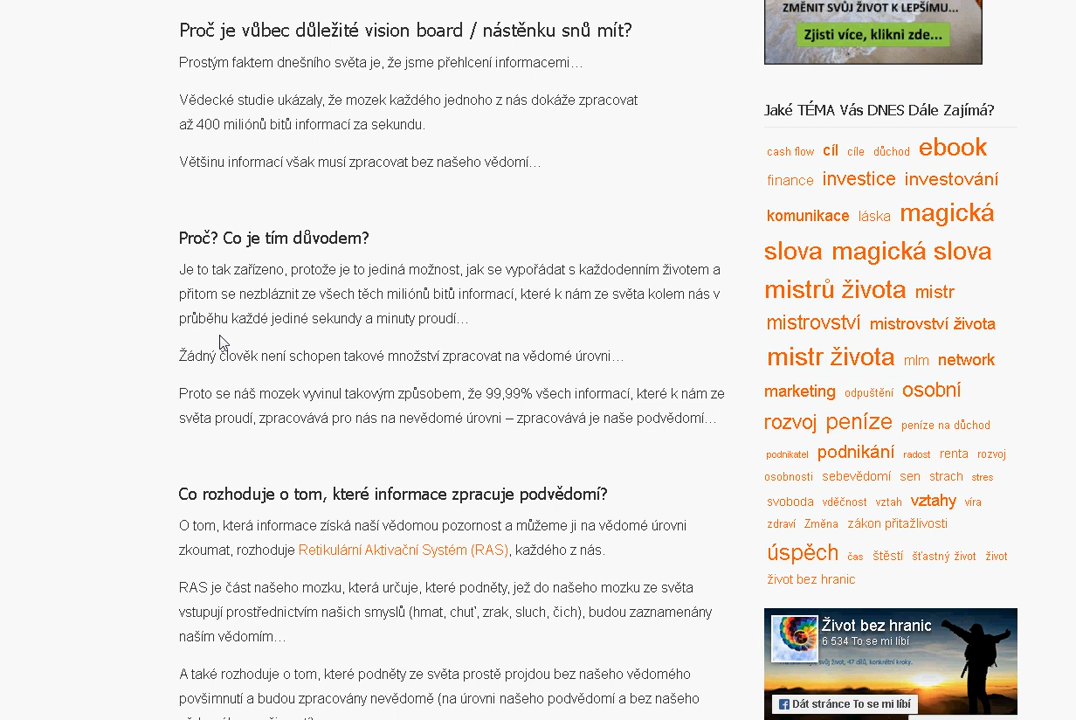 Proč je vůbec důležité vision board / nástěnku snů mít?
Prostým faktem dnešního světa je, že jsme přehlcení informacemi…
Vědecké studie ukázaly, že mozek každého jednoho z nás dokáže zpracovat
až 400 miliónů bitů informací za sekundu.
Většinu informací však musí zpracovat bez našeho vědomí…
Proč? Co je tím důvodem?
Je to tak zařízeno, protože je to jediná možnost, jak se vypořádat s každodenním životem a
přitom se nezbláznit ze všech těch miliónů bitů informací, které k nám ze světa kolem nás v
průběhu každé jediné sekundy a minuty proudí…
Žádný člověk není schopen takové množství zpracovat na vědomé úrovni…
Proto se náš mozek vyvinul takovým způsobem, že 99,99% všech informací, které k nám ze
světa proudí, zpracovává pro nás na nevědomé úrovni – zpracovává je naše podvědomí…
Co rozhoduje o tom, které informace zpracuje podvědomí?
O tom, která informace získá naší vědomou pozornost a můžeme ji na vědomé úrovni
zkoumat, rozhoduje Retikulární Aktivační Systém (RAS), každého z nás.
RAS je část našeho mozku, která určuje, které podněty, jež do našeho mozku ze světa
vstupují prostřednictvím našich smyslů (hmat, chuť, zrak, sluch, čich), budou zaznamenány
naším vědomím…
A také rozhoduje o tom, které podněty ze světa prostě projdou bez našeho vědomého
povšimnutí a budou zpracovány nevědomě (na úrovni našeho podvědomí a bez našeho
ZMĚNIT SVŮJ ŽIVOT K LEPŠÍMU...
Zjisti více, klikni zde...
Jaké TÉMA Vás DNES Dále Zajímá?
cash flow cíl cíle důchod ebook
finance investice investování
komunikace láska magická
slova magická slova
mistrů života mistr
mistrovství mistrovství života
mistr života mlm network
marketing odpuštění osobní
rozvoj peníze peníze na důchod
podnikatel podnikání radost renta rozvoj
osobnosti sebevědomí sen strach stres
svoboda vděčnost vztah vztahy víra
zdraví Změna zákon přitažlivosti
úspěch čas štěstí šťastný život život
život bez hranic
Život bez hranic
6 534 To se mi líbí
svůj život, 47 dílů, konkrétní kroky.
Dát stránce To se mi líbí